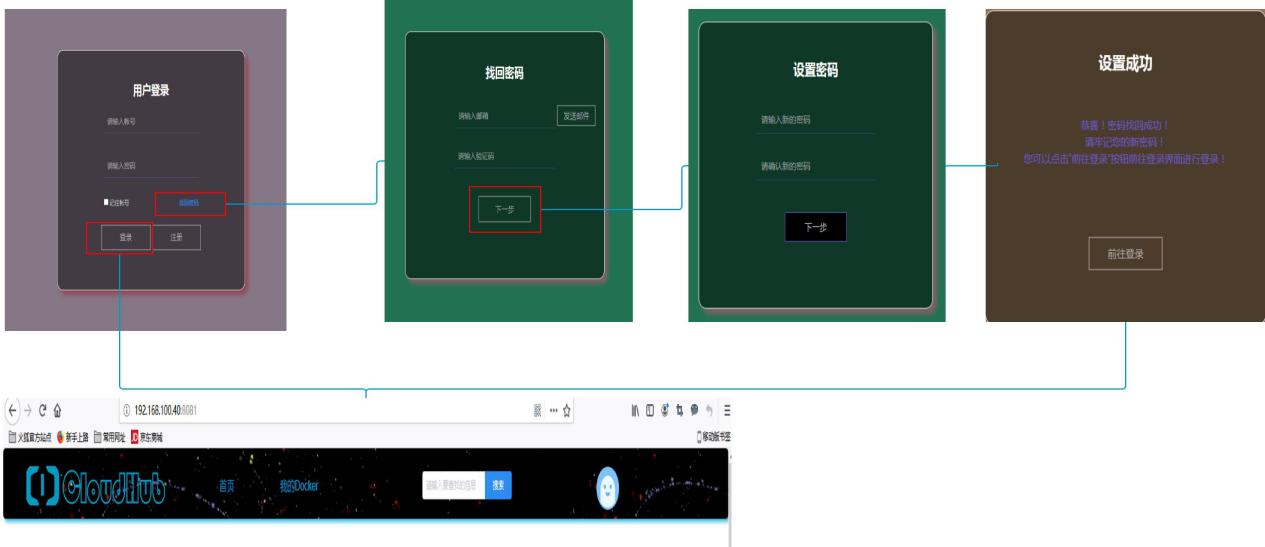 用户登录
请输入帐号
请输入密码
记住帐号
找回密码
登录
注册
找回密码
请输入邮箱
发送邮件
请输入验证码
下一步
设置密码
请输入新的密码
请确认新的密码
下一步
设置成功
恭喜！密码找回成功！
请牢记您的新密码！
您可以点击"前往登录"按钮前往登录界面进行登录！
前往登录
192.168.100.40:8081
火狐官方站点 新手上路 常用网址 JD 京东商城 移动版书签
CloudHub 首页 我的Docker 请输入要查找的信息 搜索